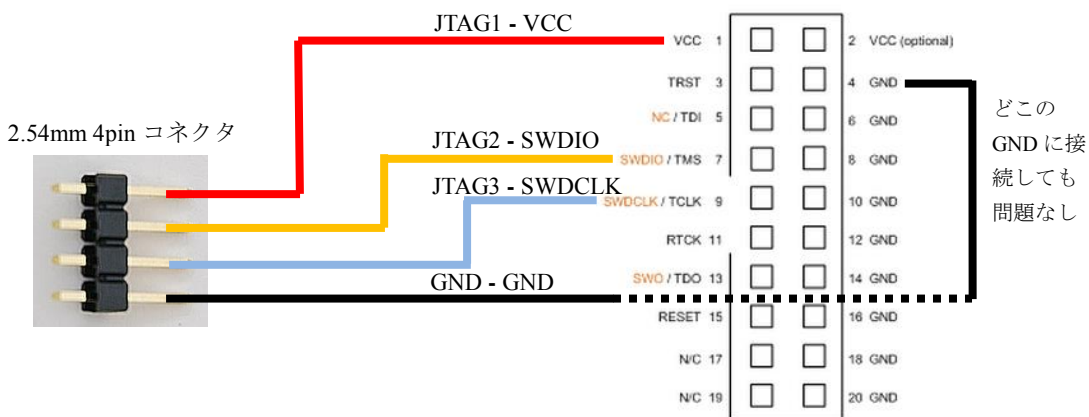 JTAG1 - VCC
VCC 1
2 VCC (optional)
TRST 3
4 GND
2.54mm 4pin コネクタ
NC / TDI 5
6 GND
どこの
GND に接
続しても
問題なし
JTAG2 - SWDIO
SWDIO / TMS 7
8 GND
JTAG3 - SWDCLK
SWDCLK / TCLK 9
10 GND
RTCK 11
12 GND
GND - GND
SWO / TDO 13
14 GND
RESET 15
16 GND
N/C 17
18 GND
N/C 19
20 GND